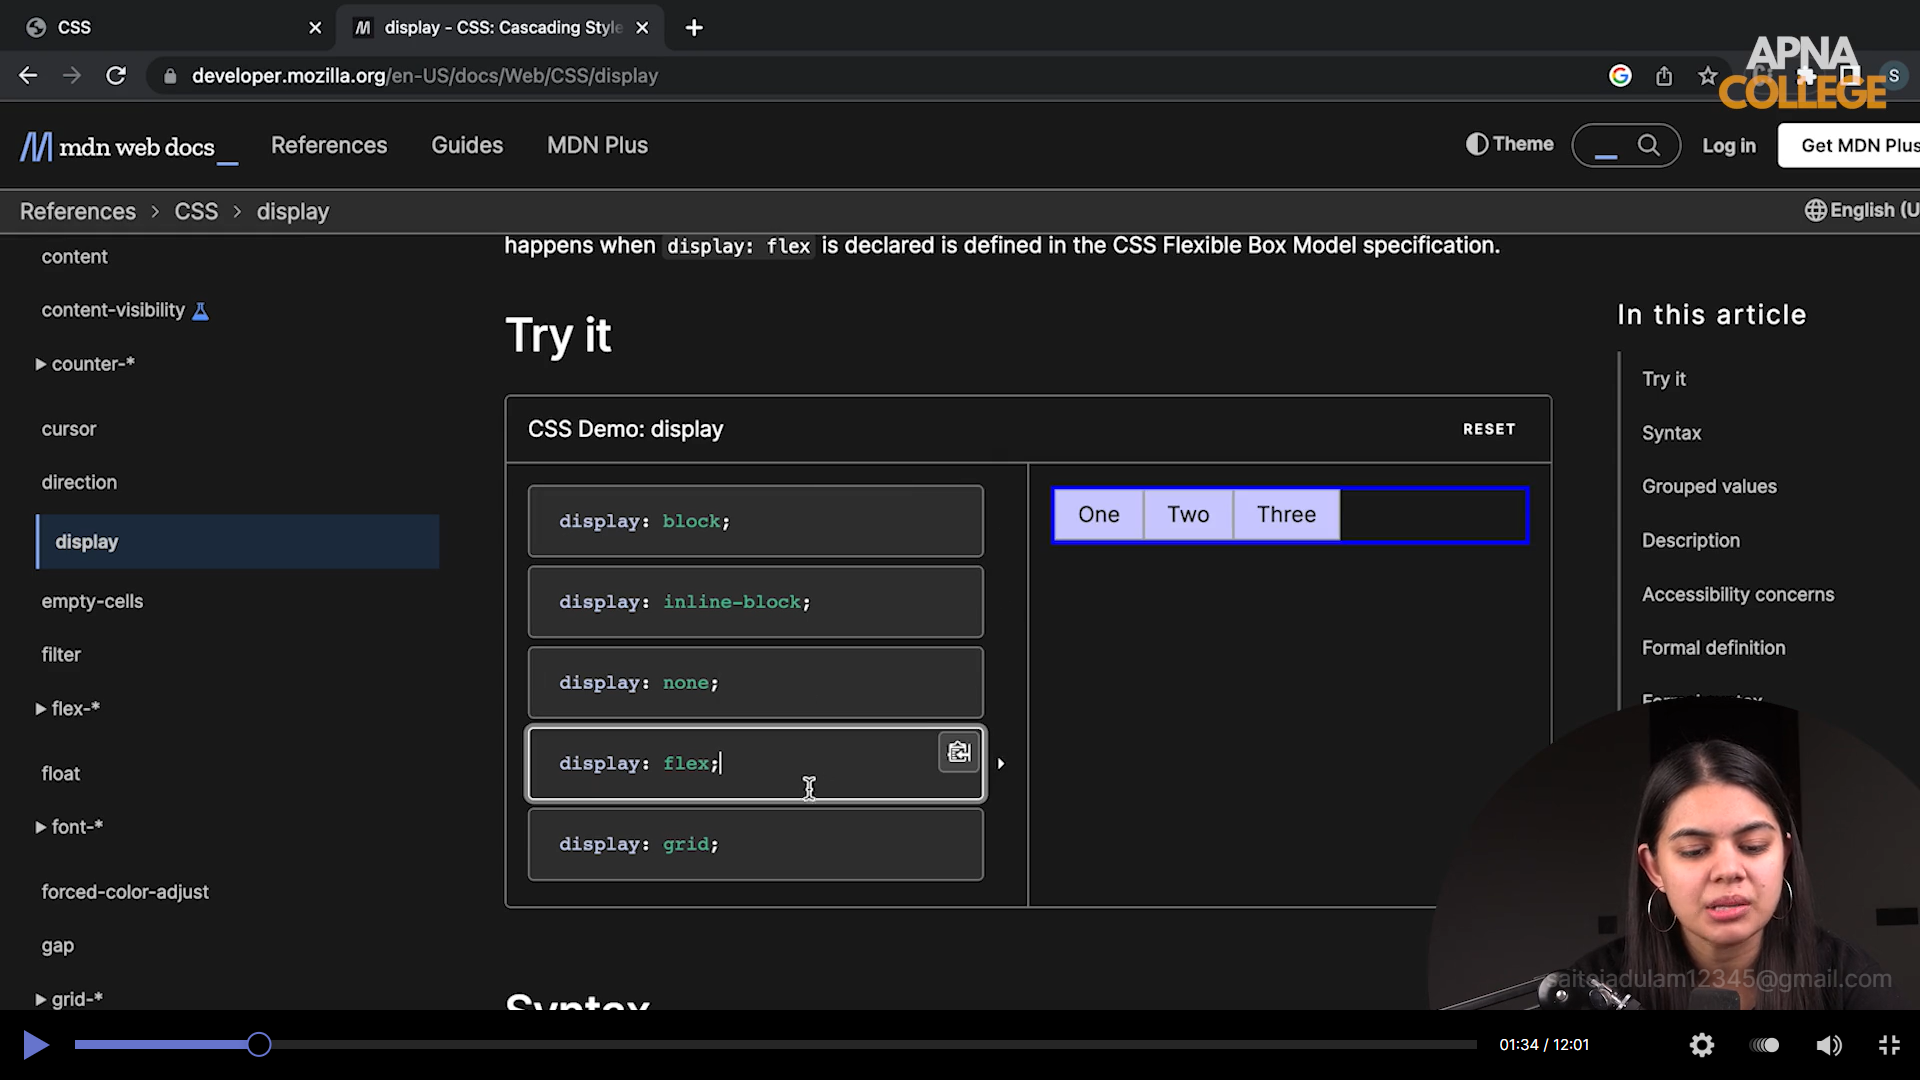 CSS
display - CSS: Cascading Style
APNA
COLLEGE
developer.mozilla.org/en-US/docs/Web/CSS/display
S
mdn web docs_
References
Guides
MDN Plus
Theme
Log in
Get MDN Plus
References > CSS > display
English (U
content
content-visibility
counter-*
cursor
direction
display
empty-cells
filter
flex-*
float
font-*
forced-color-adjust
gap
grid-*
happens when display: flex is declared is defined in the CSS Flexible Box Model specification.
Try it
CSS Demo: display
RESET
display: block;
display: inline-block;
display: none;
display: flex;
display: grid;
One
Two
Three
Syntax
In this article
Try it
Syntax
Grouped values
Description
Accessibility concerns
Formal definition
saitejadulam12345@gmail.com
01:34 / 12:01